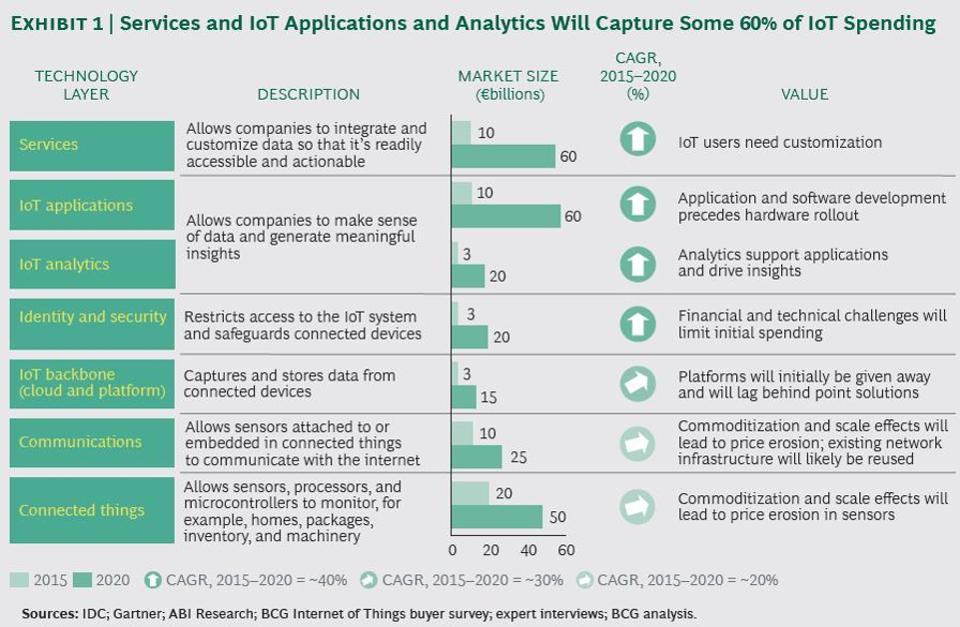 EXHIBIT 1 | Services and IoT Applications and Analytics Will Capture Some 60% of IoT Spending
TECHNOLOGY
LAYER
DESCRIPTION
MARKET SIZE
(€billions)
CAGR,
2015–2020
(%)
VALUE
Services
Allows companies to integrate and
customize data so that it's readily
accessible and actionable
10
60
IoT users need customization
IoT applications
Allows companies to make sense
of data and generate meaningful
insights
10
60
Application and software development
precedes hardware rollout
IoT analytics
3
20
Analytics support applications
and drive insights
Identity and security
Restricts access to the IoT system
and safeguards connected devices
3
20
Financial and technical challenges will
limit initial spending
IoT backbone
(cloud and platform)
Captures and stores data from
connected devices
3
15
Platforms will initially be given away
and will lag behind point solutions
Communications
Allows sensors attached to or
embedded in connected things
to communicate with the internet
10
25
Commoditization and scale effects will
lead to price erosion; existing network
infrastructure will likely be reused
Connected things
Allows sensors, processors, and
microcontrollers to monitor, for
example, homes, packages,
inventory, and machinery
20
50
Commoditization and scale effects will
lead to price erosion in sensors
0 20 40 60
2015 2020 CAGR, 2015–2020 = ~40% CAGR, 2015–2020 = ~30% CAGR, 2015–2020 = ~20%
Sources: IDC; Gartner; ABI Research; BCG Internet of Things buyer survey; expert interviews; BCG analysis.